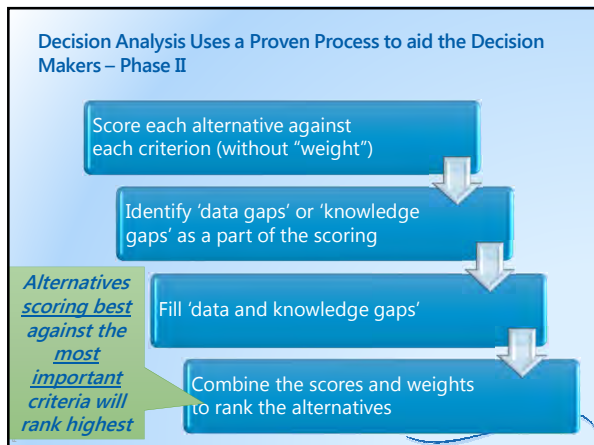 Decision Analysis Uses a Proven Process to aid the Decision
Makers – Phase II
Score each alternative against
each criterion (without “weight”)
Identify ‘data gaps’ or ‘knowledge
gaps’ as a part of the scoring
Fill ‘data and knowledge gaps’
Combine the scores and weights
to rank the alternatives
Alternatives
scoring best
against the
most
important
criteria will
rank highest